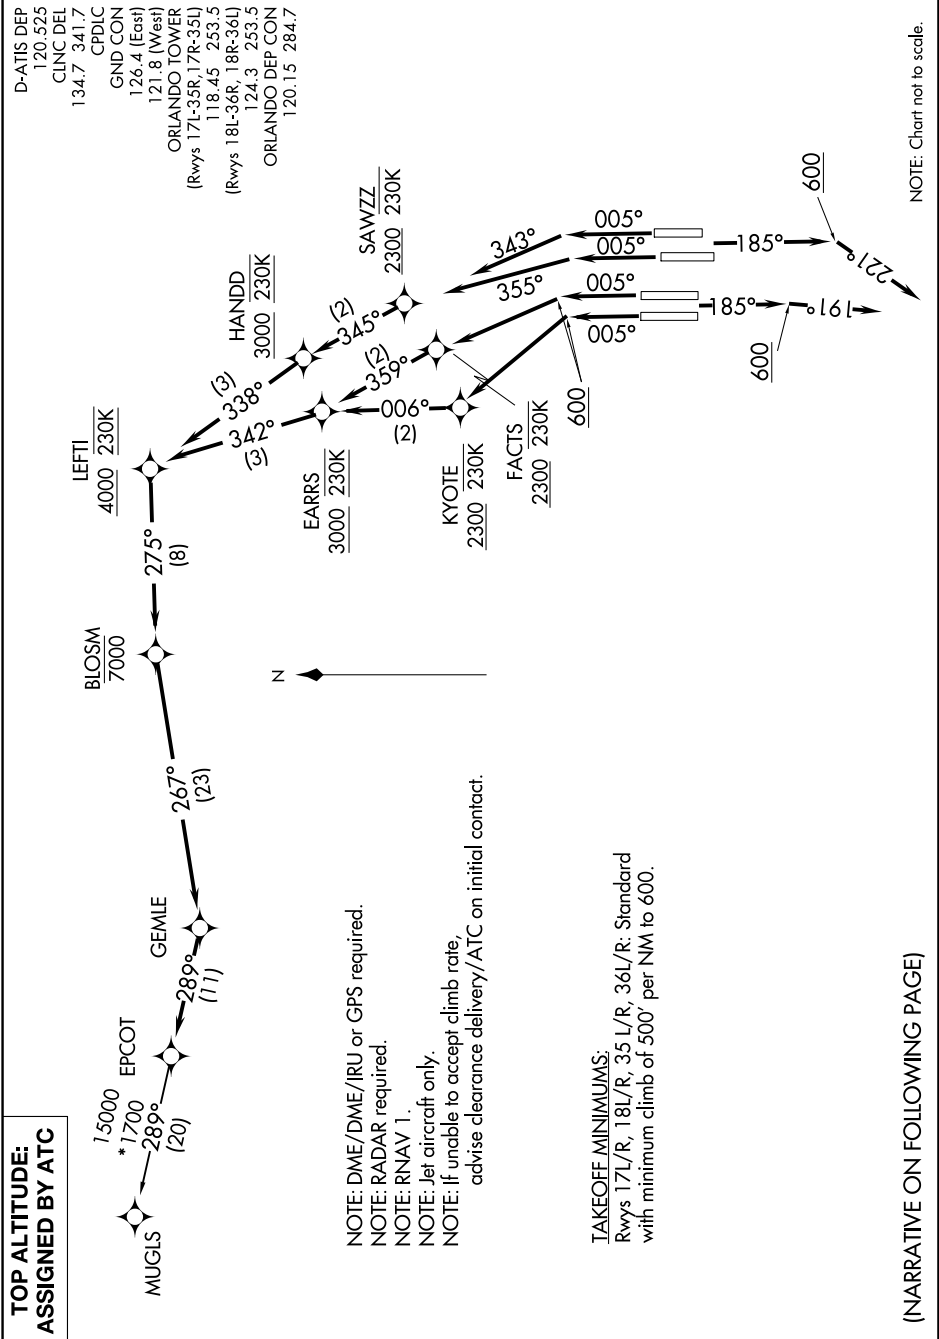 TOP ALTITUDE:
ASSIGNED BY ATC
D-ATIS DEP
120.525
CLNC DEL
134.7 341.7
CPDLC
GND CON
126.4 (East)
121.8 (West)
ORLANDO TOWER
(Rwys 17L-35R,17R-35L)
118.45 253.5
(Rwys 18L-36R, 18R-36L)
124.3 253.5
ORLANDO DEP CON
120.15 284.7
MUGLS
15000
*1700
289°
(20)
EPCOT
289°
(11)
GEMLE
267°
(23)
BLOSM
7000
275°
(8)
LEFTI
4000 230K
338°
(3)
342°
(3)
HANDD
3000 230K
345°
(2)
SAWZZ
2300 230K
EARRS
3000 230K
359°
(2)
006°
(2)
KYOTE
2300 230K
FACTS
2300 230K
343°
355°
005°
005°
005°
005°
600
185°
185°
600
600
221°
191°
N
NOTE: DME/DME/IRU or GPS required.
NOTE: RADAR required.
NOTE: RNAV 1.
NOTE: Jet aircraft only.
NOTE: If unable to accept climb rate,
advise clearance delivery/ATC on initial contact.
TAKEOFF MINIMUMS:
Rwys 17L/R, 18L/R, 35 L/R, 36L/R: Standard
with minimum climb of 500' per NM to 600.
(NARRATIVE ON FOLLOWING PAGE)
NOTE: Chart not to scale.